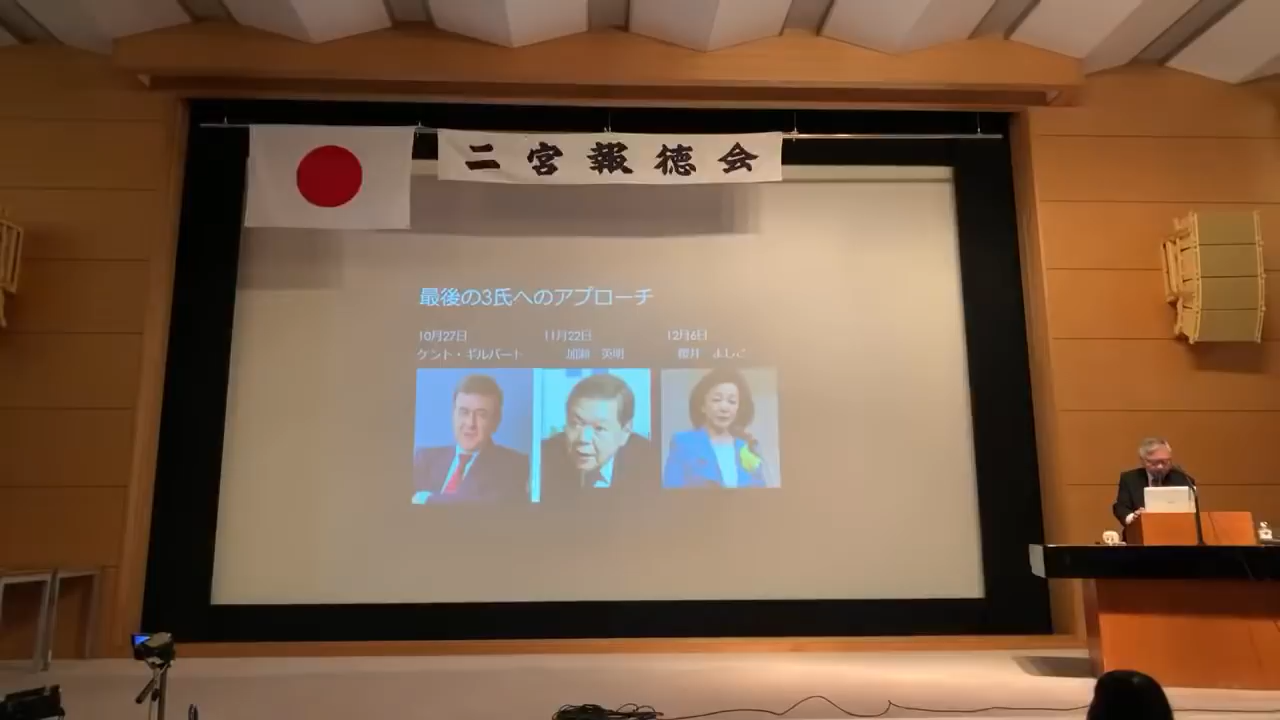 二宮報徳会
最後の3氏へのアプローチ
10月27日
11月22日
12月6日
ケント・ギルバート
加瀬 英明
櫻井 よしこ